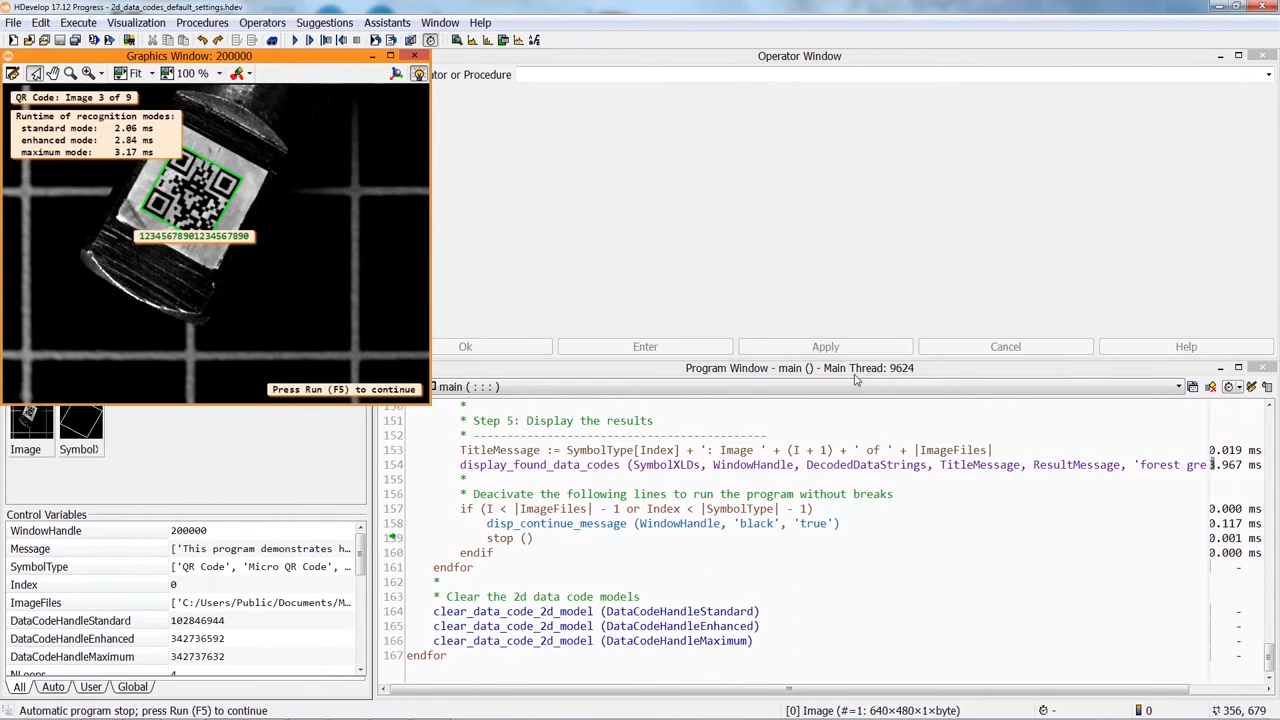 HDevelop 17.12 Progress - 2d_data_codes_default_settings.hdev
File Edit Execute Visualization Procedures Operators Suggestions Assistants Window Help
Graphics Window: 200000
Fit 100 %
QR Code: Image 3 of 9
Runtime of recognition modes:
standard mode: 2.06 ms
enhanced mode: 2.84 ms
maximum mode: 3.17 ms
12345678901234567890
Press Run (F5) to continue
Operator Window
or or Procedure
Ok Enter Apply Cancel Help
Program Window - main () - Main Thread: 9624
main ( : : : )
150 *
151 * Step 5: Display the results
152 * -------------------------------------------
153 TitleMessage := SymbolType[Index] + ': Image ' + (I + 1) + ' of ' + |ImageFiles| 0.019 ms
154 display_found_data_codes (SymbolXLDs, WindowHandle, DecodedDataStrings, TitleMessage, ResultMessage, 'forest gre 3.967 ms
155 *
156 * Deacivate the following lines to run the program without breaks
157 if (I < |ImageFiles| - 1 or Index < |SymbolType| - 1) 0.000 ms
158 disp_continue_message (WindowHandle, 'black', 'true') 0.117 ms
159 stop () 0.001 ms
160 endif 0.000 ms
161 endfor -
162 *
163 * Clear the 2d data code models
164 clear_data_code_2d_model (DataCodeHandleStandard) -
165 clear_data_code_2d_model (DataCodeHandleEnhanced) -
166 clear_data_code_2d_model (DataCodeHandleMaximum) -
167 endfor -
Image Symbol)
Control Variables
WindowHandle 200000
Message ['This program demonstrates h...
SymbolType ['QR Code', 'Micro QR Code', ...
Index 0
ImageFiles ['C:/Users/Public/Documents/M...
DataCodeHandleStandard 102846944
DataCodeHandleEnhanced 342736592
DataCodeHandleMaximum 342737632
NLoops 4
All Auto User Global
Automatic program stop; press Run (F5) to continue
[0] Image (#=1: 640×480×1×byte) - 0 356, 679